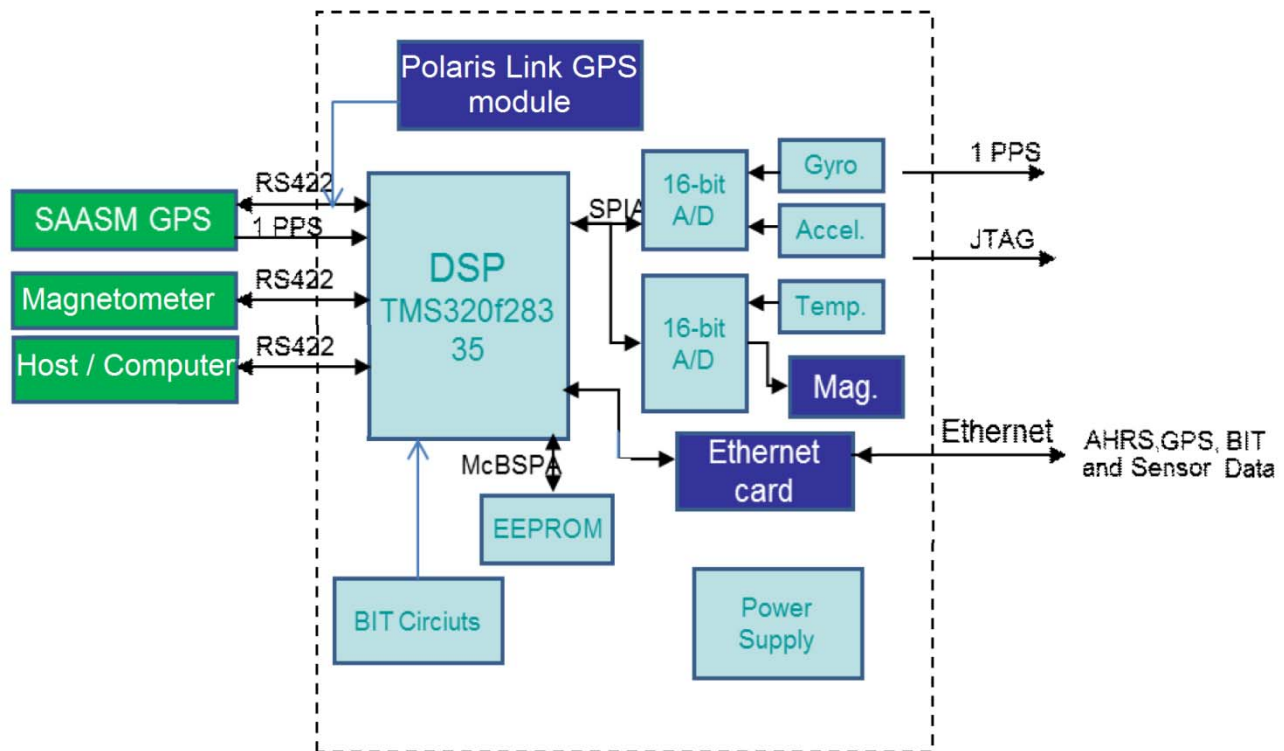 Polaris Link GPS
module
RS422
SAASM GPS
1 PPS
Magnetometer
RS422
Host / Computer
RS422
DSP
TMS320f283
35
SPIA
16-bit
A/D
Gyro
Accel.
1 PPS
JTAG
16-bit
A/D
Temp.
Mag.
McBSPA
EEPROM
Ethernet
card
Ethernet
AHRS,GPS, BIT
and Sensor Data
BIT Circiuts
Power
Supply